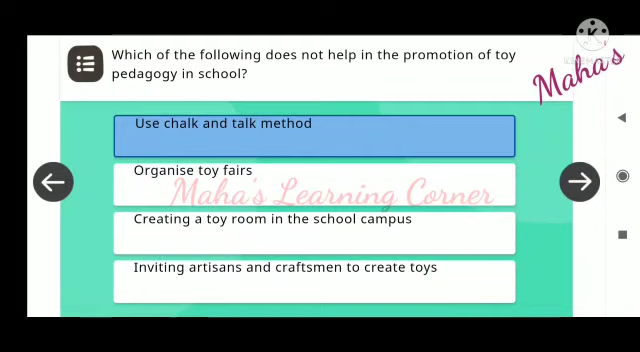 Which of the following does not help in the promotion of toy
pedagogy in school?
Maha's
Use chalk and talk method
Organise toy fairs
Maha's Learning Corner
Creating a toy room in the school campus
Inviting artisans and craftsmen to create toys